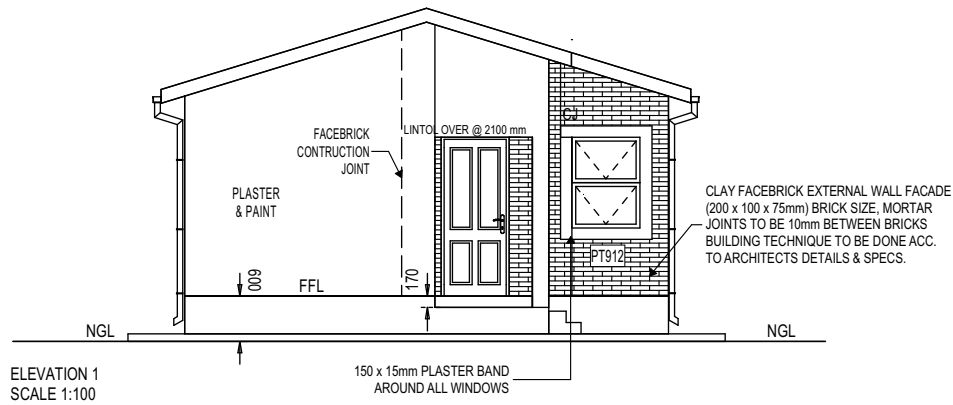 CJ
LINTOL OVER @ 2100 mm
FACEBRICK
CONTRUCTION
JOINT
PLASTER
& PAINT
CLAY FACEBRICK EXTERNAL WALL FACADE
(200 x 100 x 75mm) BRICK SIZE, MORTAR
JOINTS TO BE 10mm BETWEEN BRICKS
BUILDING TECHNIQUE TO BE DONE ACC.
TO ARCHITECTS DETAILS & SPECS.
PT912
600
FFL
170
NGL
NGL
150 x 15mm PLASTER BAND
AROUND ALL WINDOWS
ELEVATION 1
SCALE 1:100